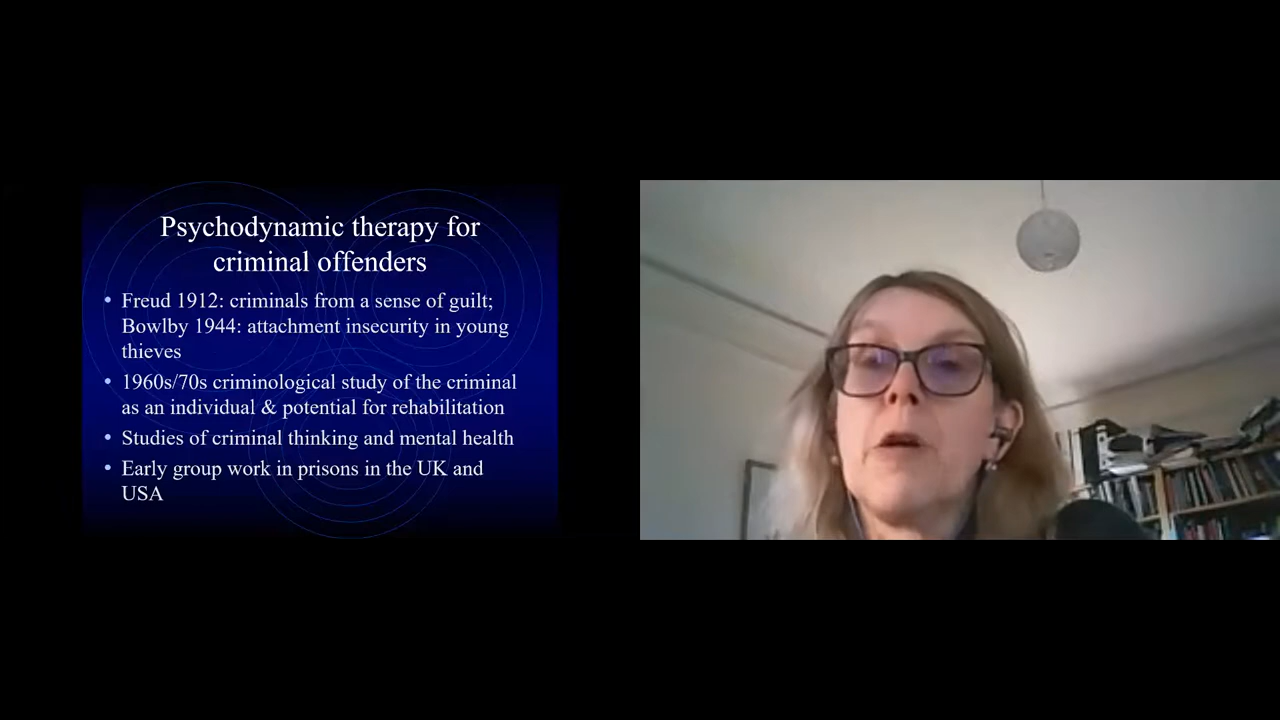 Psychodynamic therapy for
criminal offenders
• Freud 1912: criminals from a sense of guilt;
Bowlby 1944: attachment insecurity in young
thieves
• 1960s/70s criminological study of the criminal
as an individual & potential for rehabilitation
• Studies of criminal thinking and mental health
• Early group work in prisons in the UK and
USA